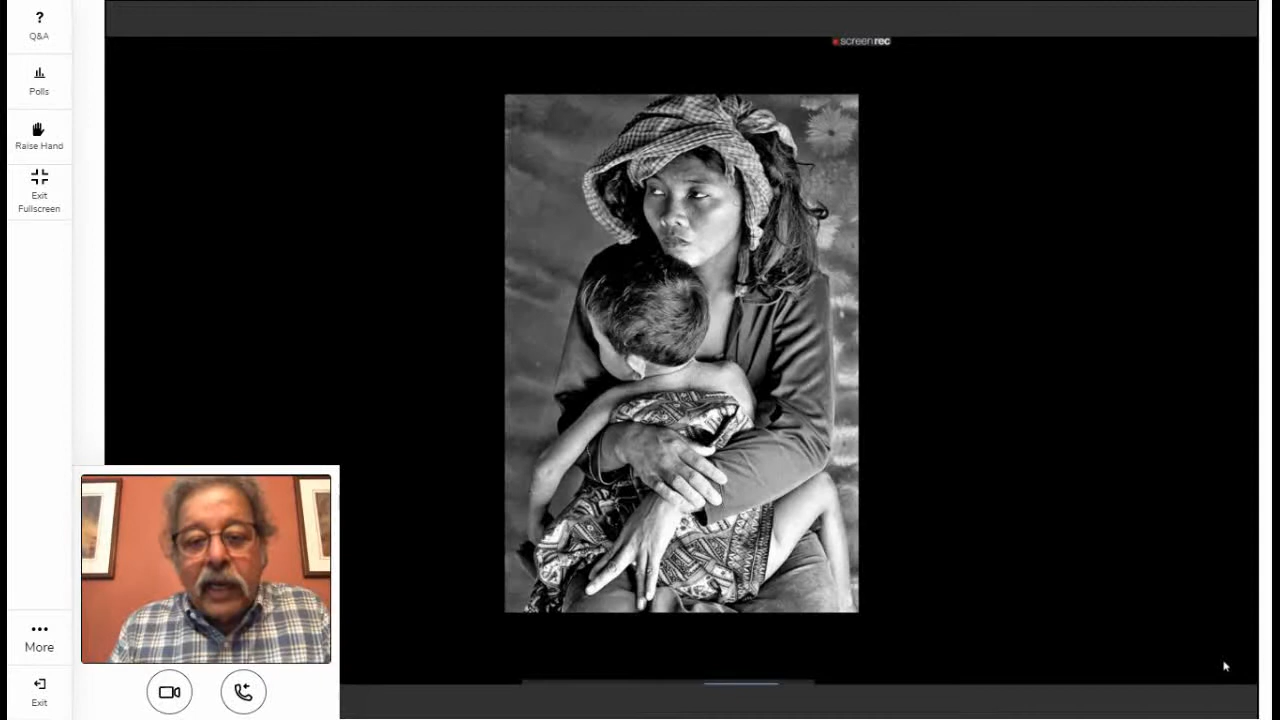 Q&A
Polls
Raise Hand
Exit
Fullscreen
More
Exit
screenrec